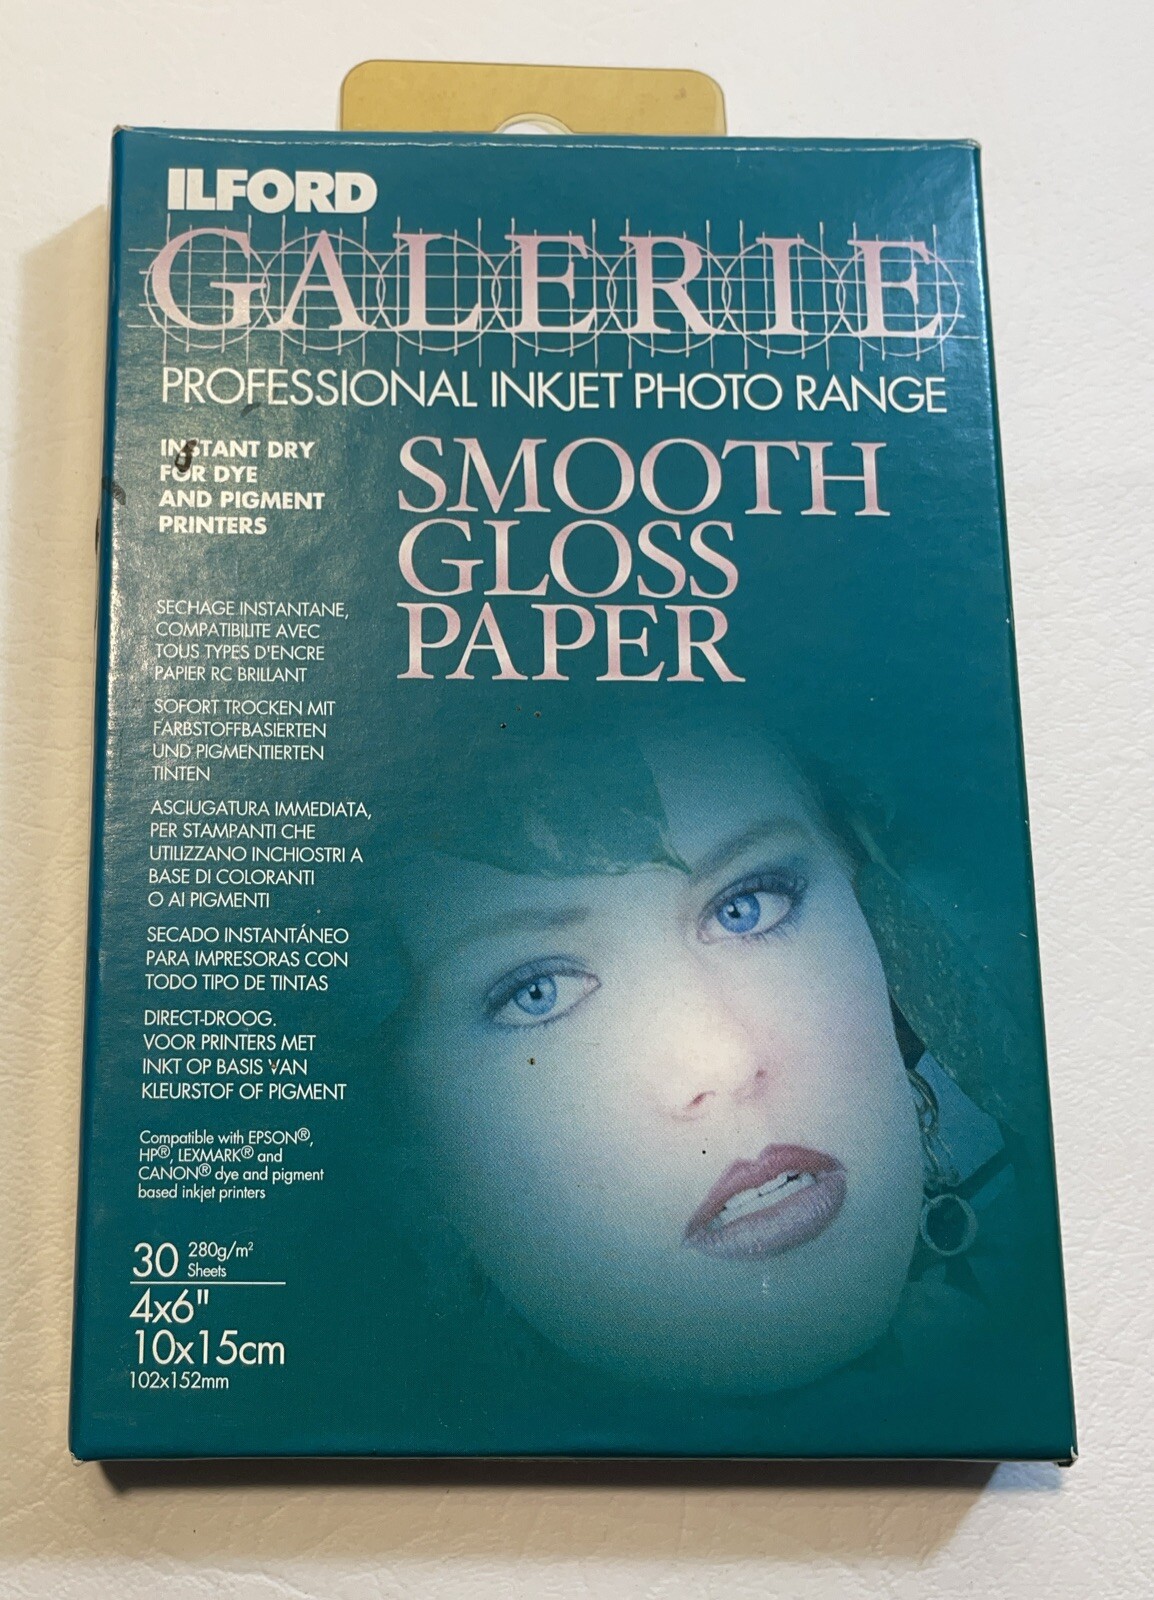 ILFORD
GALERIE
PROFESSIONAL INKJET PHOTO RANGE
INSTANT DRY
FOR DYE
AND PIGMENT
PRINTERS
SMOOTH
GLOSS
PAPER
SECHAGE INSTANTANE,
COMPATIBILITE AVEC
TOUS TYPES D'ENCRE
PAPIER RC BRILLANT
SOFORT TROCKEN MIT
FARBSTOFFBASIERTEN
UND PIGMENTIERTEN
TINTEN
ASCIUGATURA IMMEDIATA,
PER STAMPANTI CHE
UTILIZZANO INCHIOSTRI A
BASE DI COLORANTI
O AI PIGMENTI
SECADO INSTANTÁNEO
PARA IMPRESORAS CON
TODO TIPO DE TINTAS
DIRECT-DROOG.
VOOR PRINTERS MET
INKT OP BASIS VAN
KLEURSTOF OF PIGMENT
Compatible with EPSON®,
HP®, LEXMARK® and
CANON® dye and pigment
based inkjet printers
30 280g/m²
Sheets
4x6"
10x15cm
102x152mm